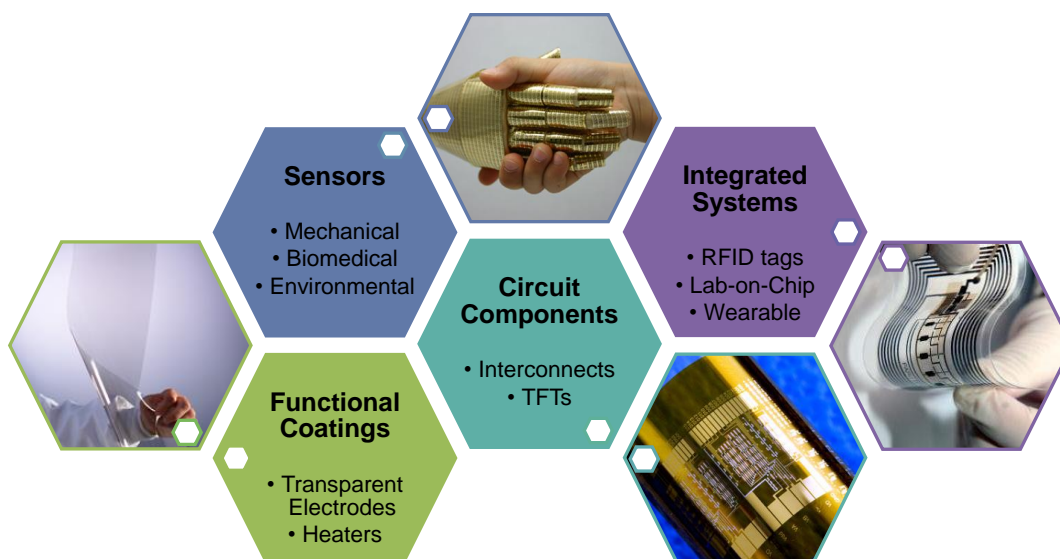 Sensors
• Mechanical
• Biomedical
• Environmental
Functional
Coatings
• Transparent
Electrodes
• Heaters
Circuit
Components
• Interconnects
• TFTs
Integrated
Systems
• RFID tags
• Lab-on-Chip
• Wearable